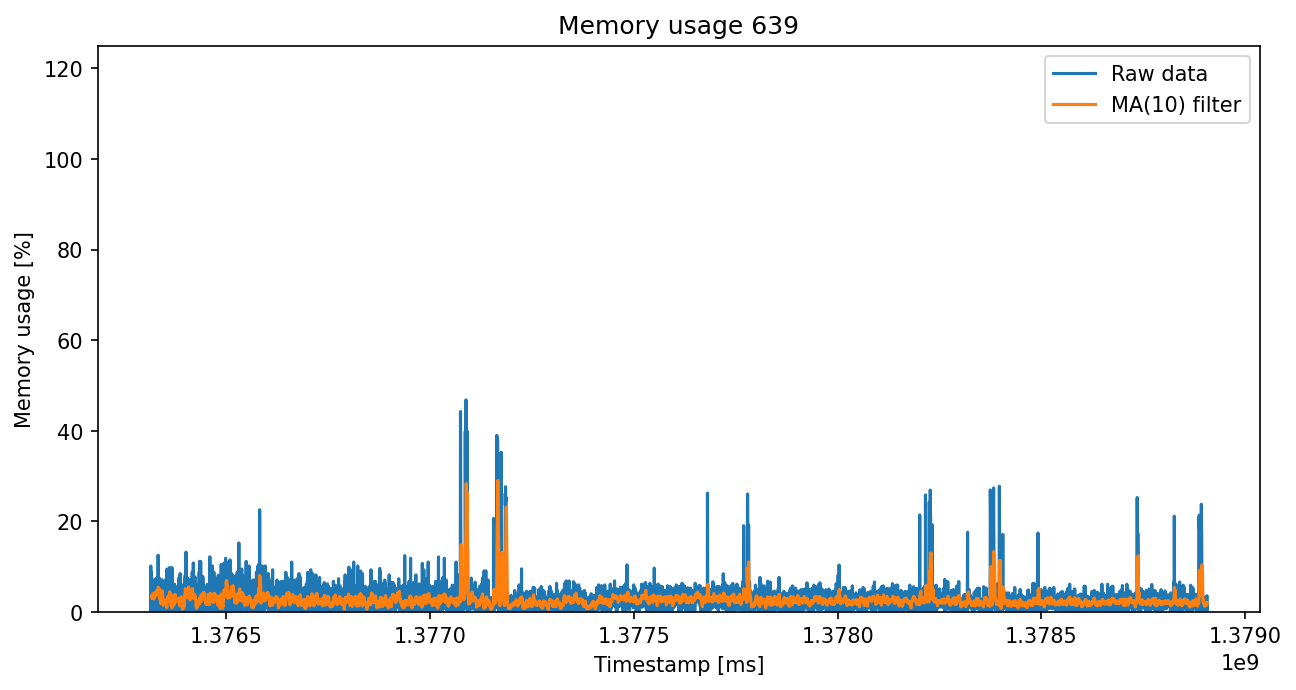 Memory usage 639
Raw data
MA(10) filter
Memory usage [%]
120
100
80
60
40
20
0
1.3765 1.3770 1.3775 1.3780 1.3785 1.3790
1e9
Timestamp [ms]